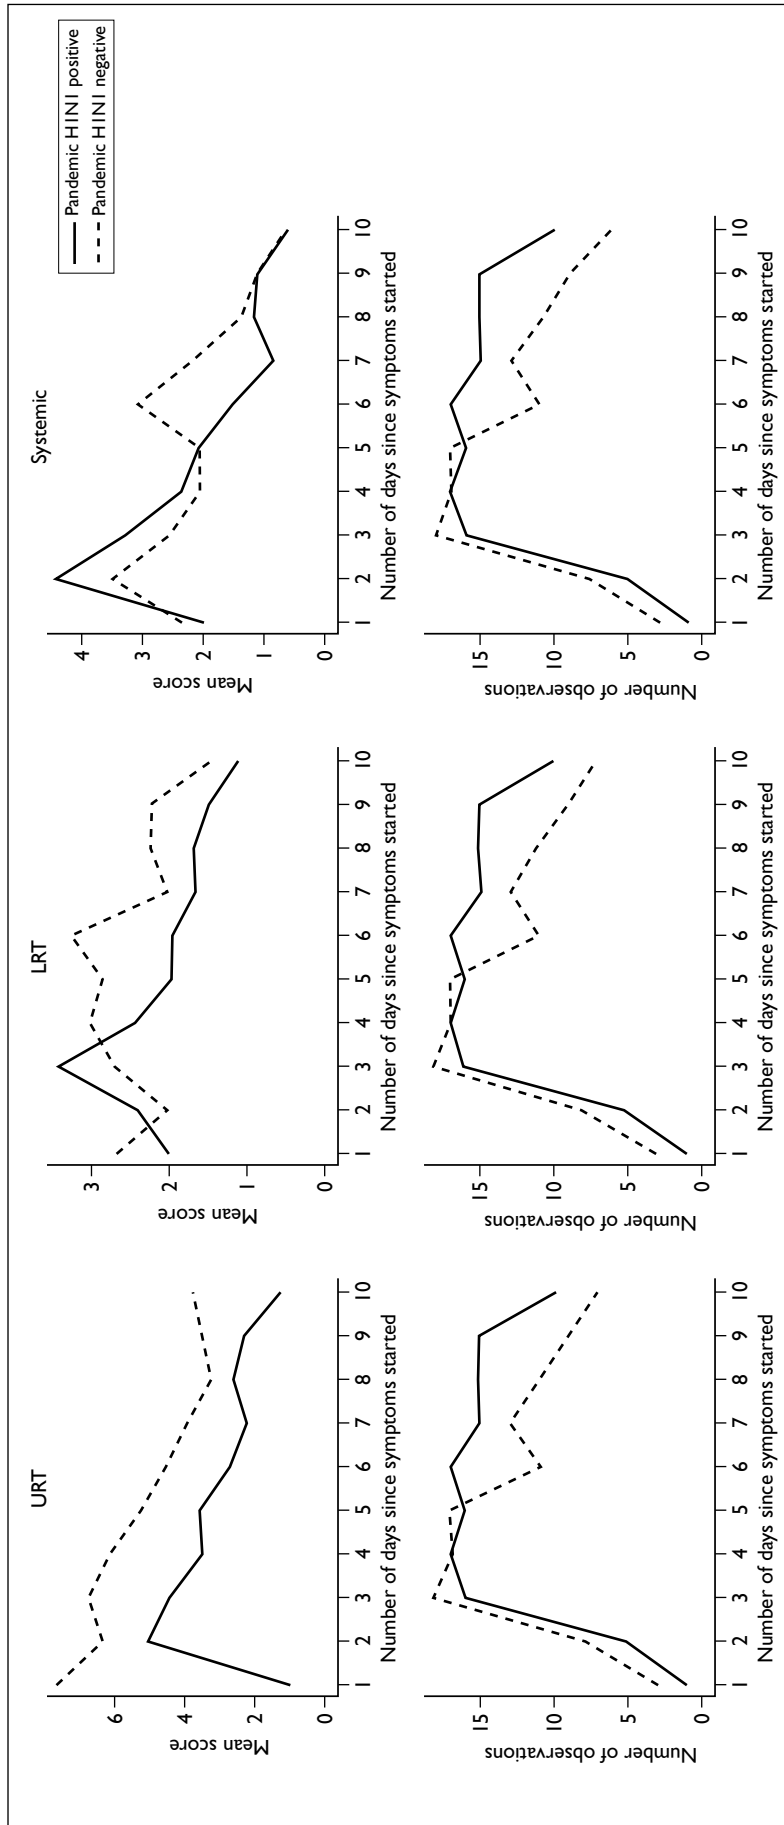 Pandemic H1N1 positive
Pandemic H1N1 negative
URT
Mean score
6
4
2
0
1 2 3 4 5 6 7 8 9 10
Number of days since symptoms started
LRT
Mean score
3
2
1
0
1 2 3 4 5 6 7 8 9 10
Number of days since symptoms started
Systemic
Mean score
4
3
2
1
0
1 2 3 4 5 6 7 8 9 10
Number of days since symptoms started
Number of observations
15
10
5
0
1 2 3 4 5 6 7 8 9 10
Number of days since symptoms started
Number of observations
15
10
5
0
1 2 3 4 5 6 7 8 9 10
Number of days since symptoms started
Number of observations
15
10
5
0
1 2 3 4 5 6 7 8 9 10
Number of days since symptoms started